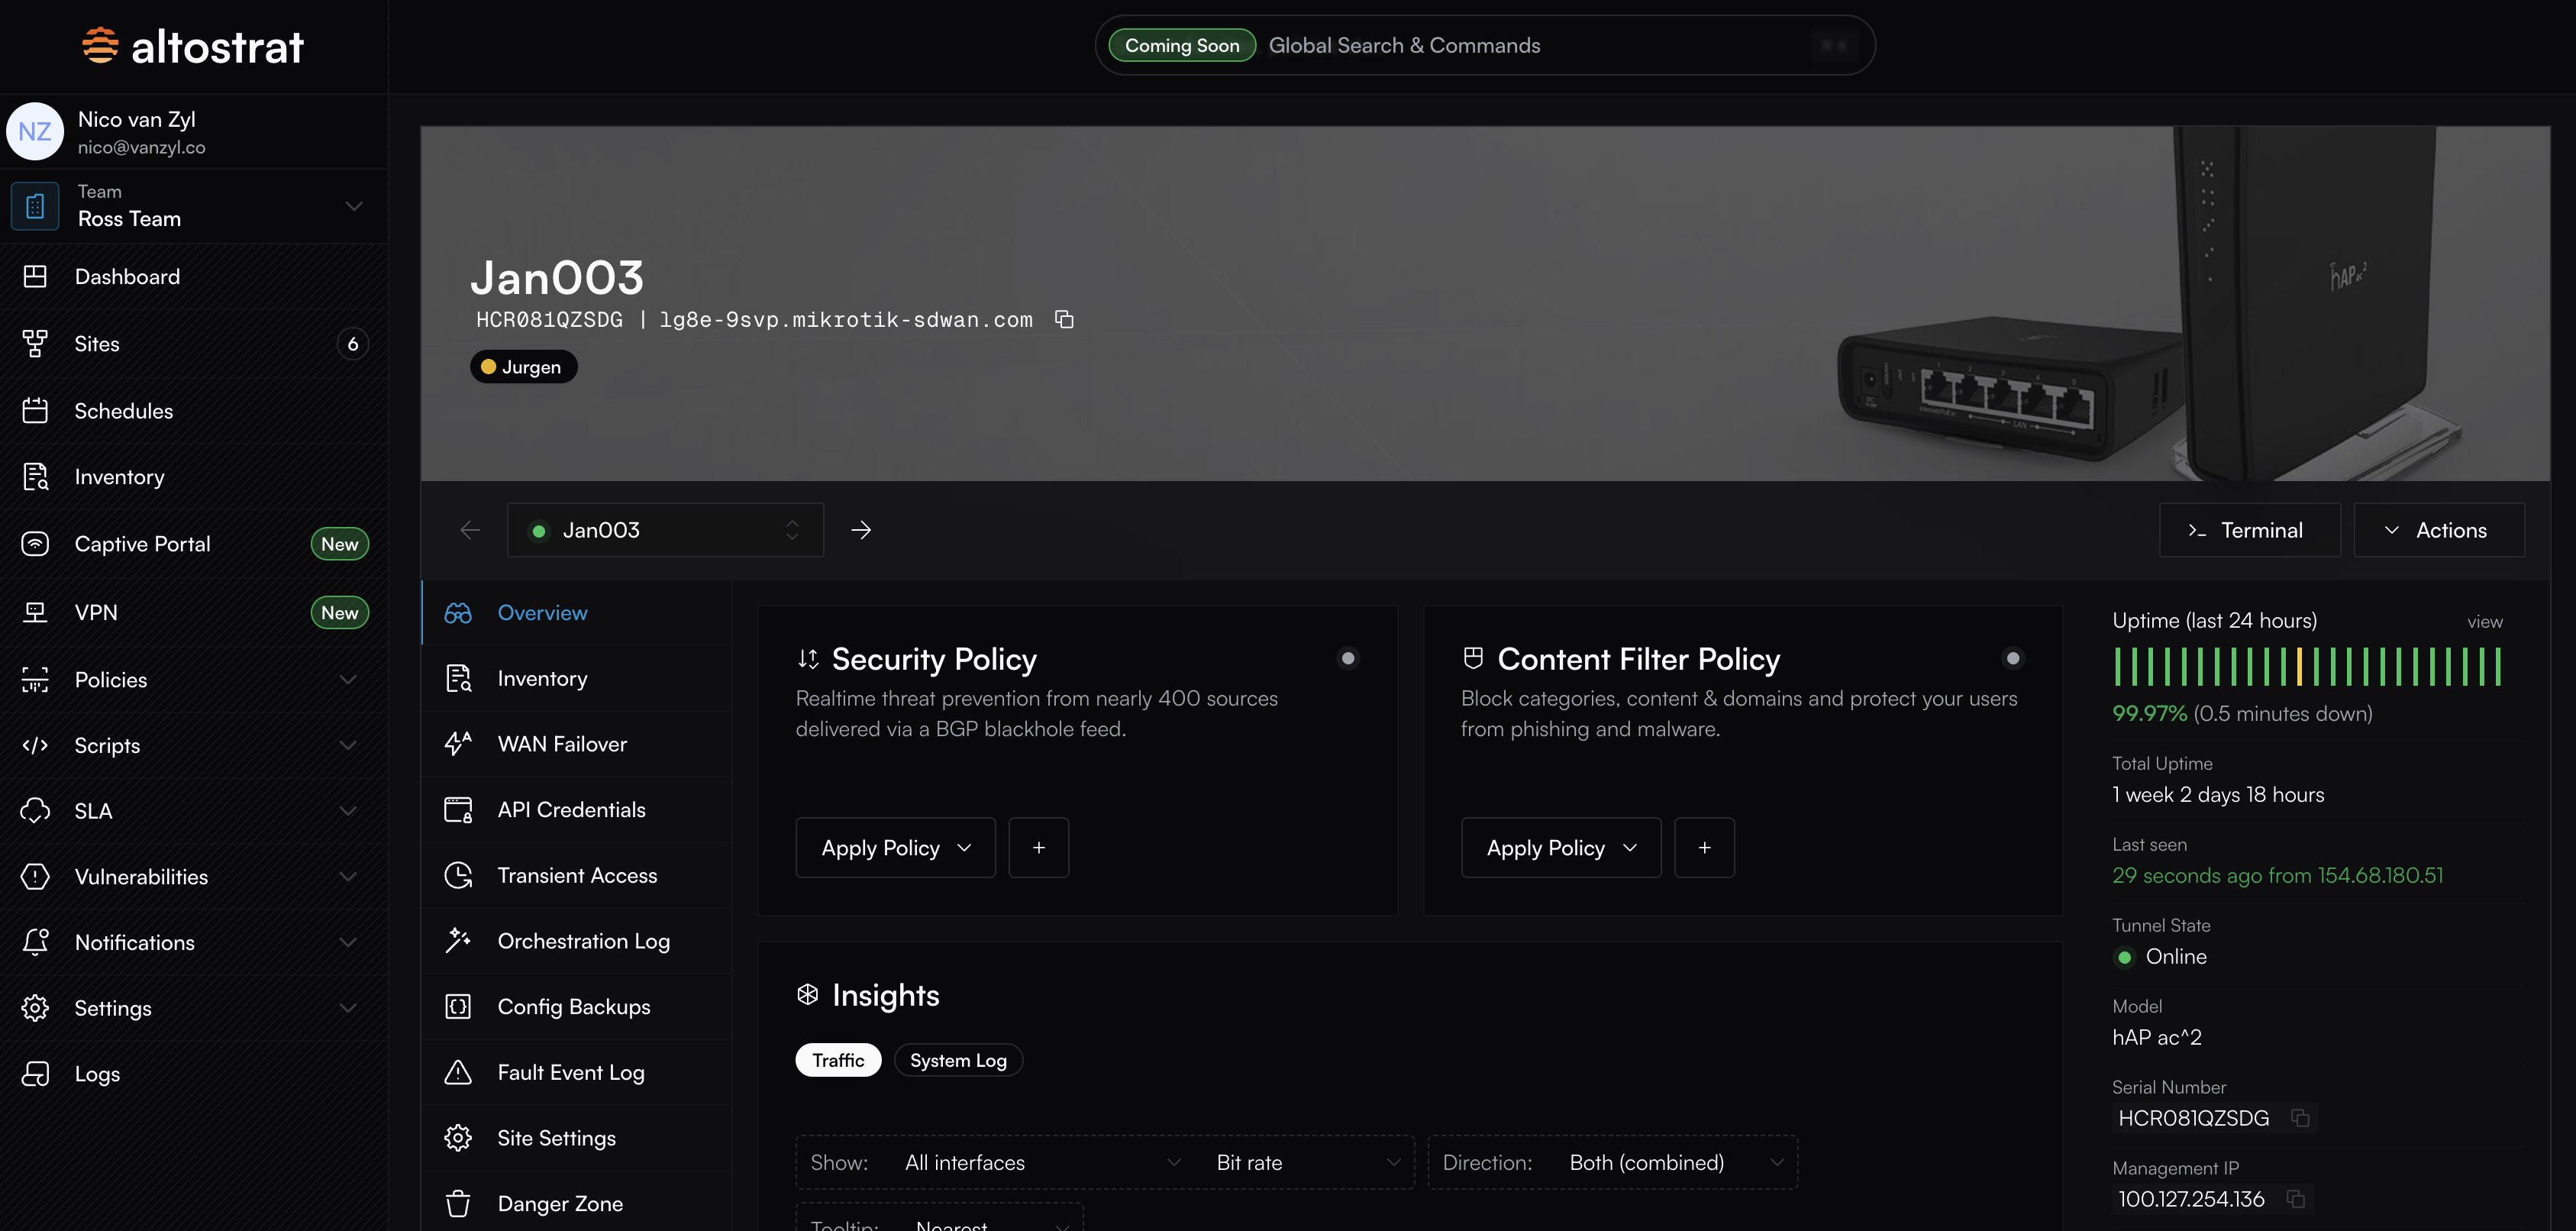 altostrat
Coming Soon
Global Search & Commands
NZ
Nico van Zyl
nico@vanzyl.co
Team
Ross Team
Dashboard
Sites
6
Schedules
Inventory
Captive Portal
New
VPN
New
Policies
Scripts
SLA
Vulnerabilities
Notifications
Settings
Logs
Jan003
HCR081QZSDG | lg8e-9svp.mikrotik-sdwan.com
Jurgen
hAP ac²
1 2 3 4 5
LAN
Jan003
Terminal
Actions
Overview
Inventory
WAN Failover
API Credentials
Transient Access
Orchestration Log
Config Backups
Fault Event Log
Site Settings
Danger Zone
Security Policy
Realtime threat prevention from nearly 400 sources
delivered via a BGP blackhole feed.
Apply Policy
+
Content Filter Policy
Block categories, content & domains and protect your users
from phishing and malware.
Apply Policy
+
Insights
Traffic
System Log
Show: All interfaces
Bit rate
Direction: Both (combined)
Tooltip: Nearest
Uptime (last 24 hours)
view
99.97% (0.5 minutes down)
Total Uptime
1 week 2 days 18 hours
Last seen
29 seconds ago from 154.68.180.51
Tunnel State
Online
Model
hAP ac^2
Serial Number
HCR081QZSDG
Management IP
100.127.254.136